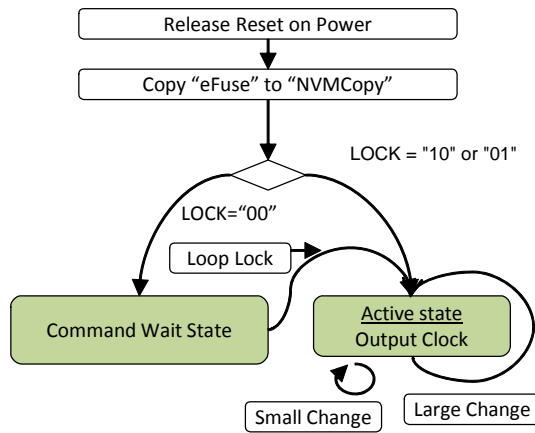 Release Reset on Power
Copy “eFuse” to “NVMCopy”
LOCK = "10" or "01"
LOCK=“00”
Loop Lock
Command Wait State
Active state
Output Clock
Small Change
Large Change